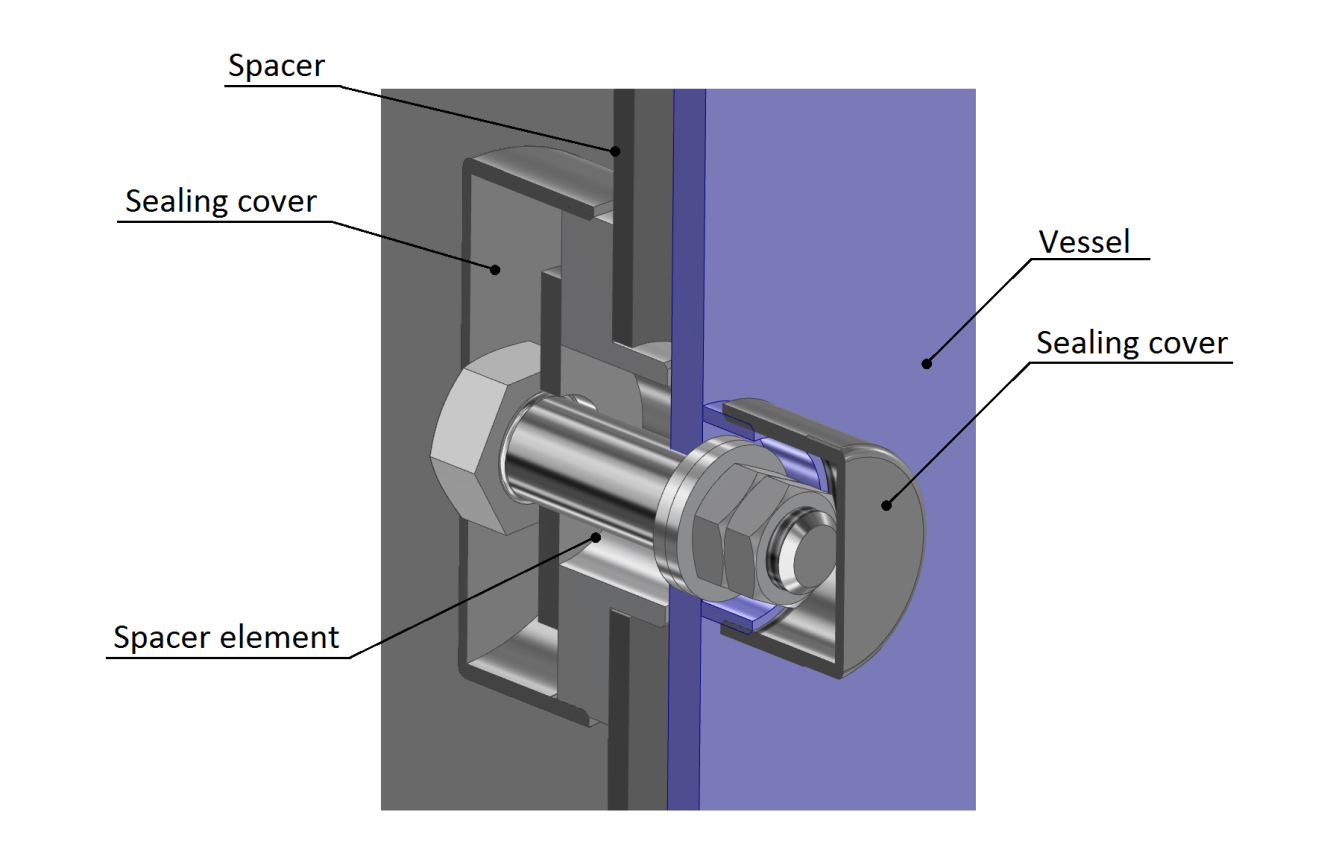 Spacer
Sealing cover
Vessel
Sealing cover
Spacer element